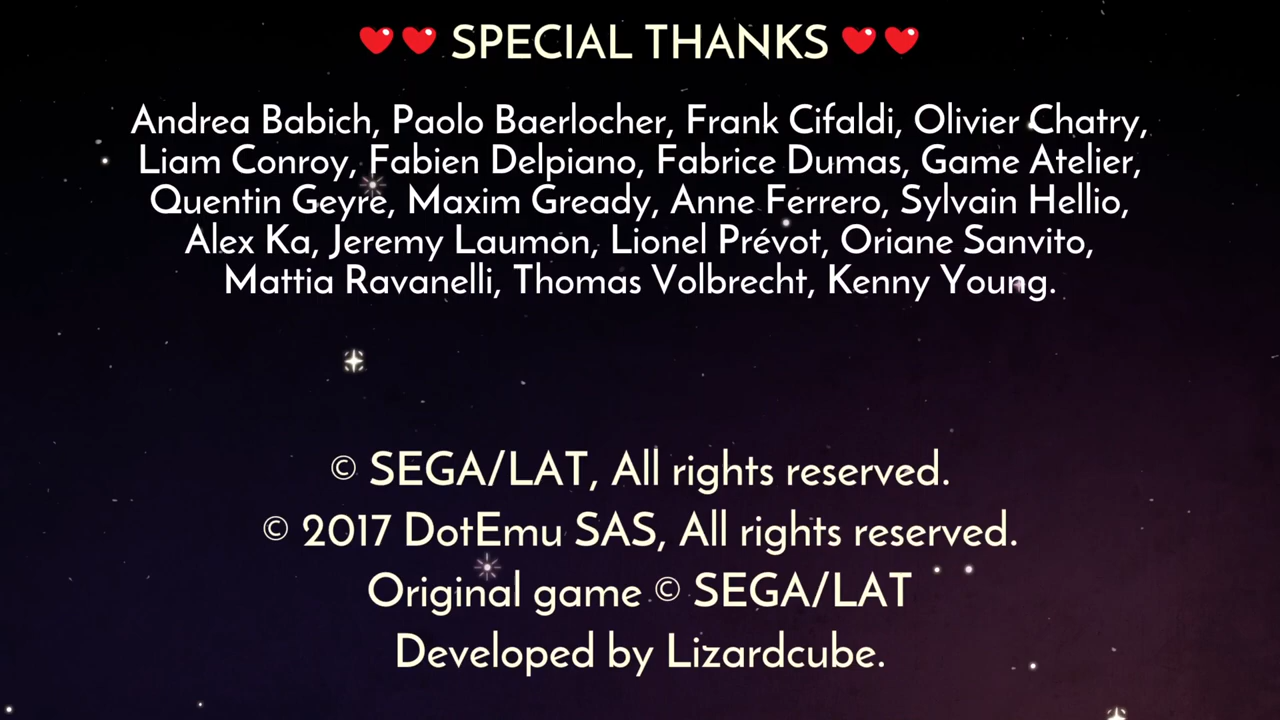 ❤❤ SPECIAL THANKS ❤❤
Andrea Babich, Paolo Baerlocher, Frank Cifaldi, Olivier Chatry,
Liam Conroy, Fabien Delpiano, Fabrice Dumas, Game Atelier,
Quentin Geyre, Maxim Gready, Anne Ferrero, Sylvain Hellio,
Alex Ka, Jeremy Laumon, Lionel Prévot, Oriane Sanvito,
Mattia Ravanelli, Thomas Volbrecht, Kenny Young.
© SEGA/LAT, All rights reserved.
© 2017 DotEmu SAS, All rights reserved.
Original game © SEGA/LAT
Developed by Lizardcube.